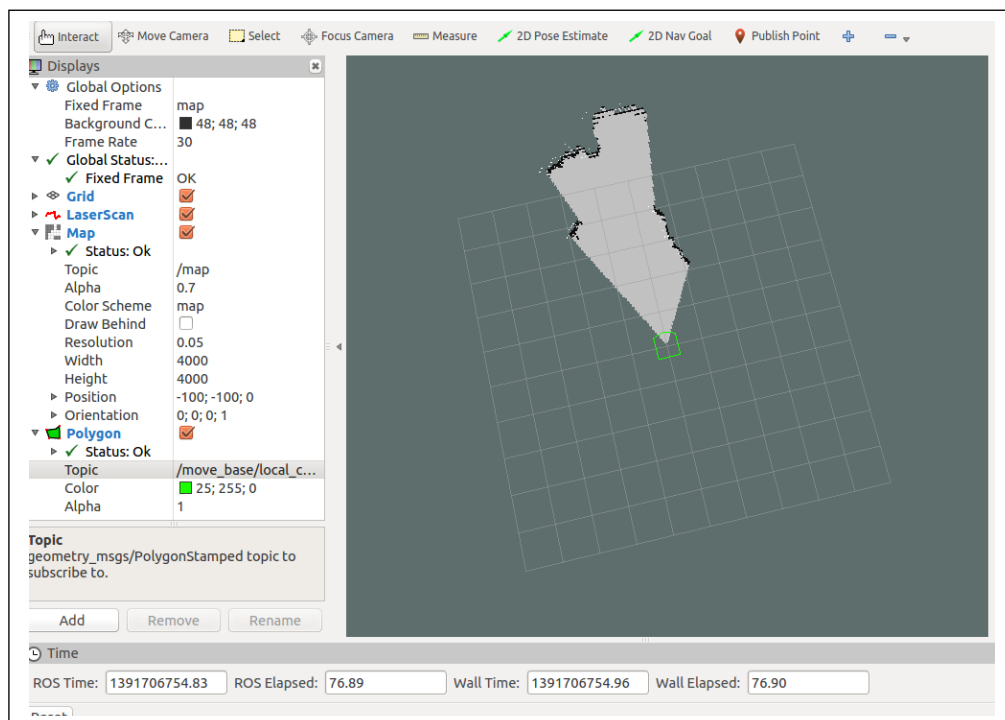 Interact Move Camera Select Focus Camera Measure 2D Pose Estimate 2D Nav Goal Publish Point
Displays
Global Options
Fixed Frame map
Background C... 48; 48; 48
Frame Rate 30
Global Status:...
Fixed Frame OK
Grid
LaserScan
Map
Status: Ok
Topic /map
Alpha 0.7
Color Scheme map
Draw Behind
Resolution 0.05
Width 4000
Height 4000
Position -100; -100; 0
Orientation 0; 0; 0; 1
Polygon
Status: Ok
Topic /move_base/local_c...
Color 25; 255; 0
Alpha 1
Topic
geometry_msgs/PolygonStamped topic to
subscribe to.
Add Remove Rename
Time
ROS Time: 1391706754.83 ROS Elapsed: 76.89 Wall Time: 1391706754.96 Wall Elapsed: 76.90
Reset